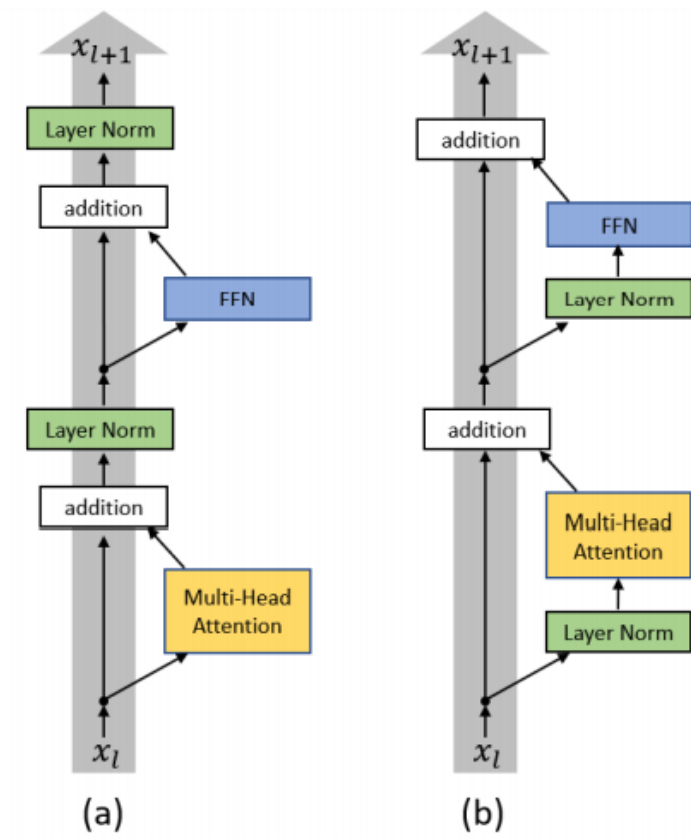 x_{l+1}
Layer Norm
addition
FFN
Layer Norm
addition
Multi-Head
Attention
x_l
(a)
x_{l+1}
addition
FFN
Layer Norm
addition
Multi-Head
Attention
Layer Norm
x_l
(b)